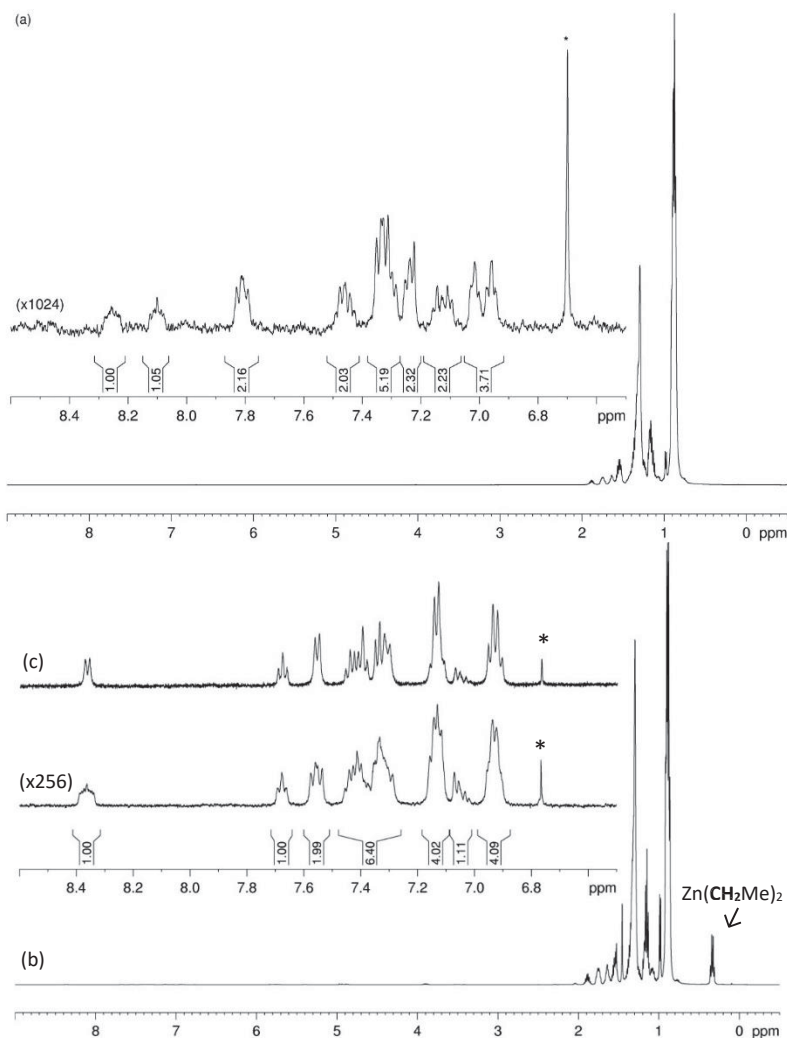 (a)
*
(x1024)
1.00 1.05 2.16 2.03 5.19 2.32 2.23 3.71
8.4 8.2 8.0 7.8 7.6 7.4 7.2 7.0 6.8 ppm
8 7 6 5 4 3 2 1 0 ppm
(c)
*
(x256)
*
1.00 1.00 1.99 6.40 4.02 1.11 4.09
8.4 8.2 8.0 7.8 7.6 7.4 7.2 7.0 6.8 ppm
Zn(CH₂Me)₂
(b)
8 7 6 5 4 3 2 1 0 ppm